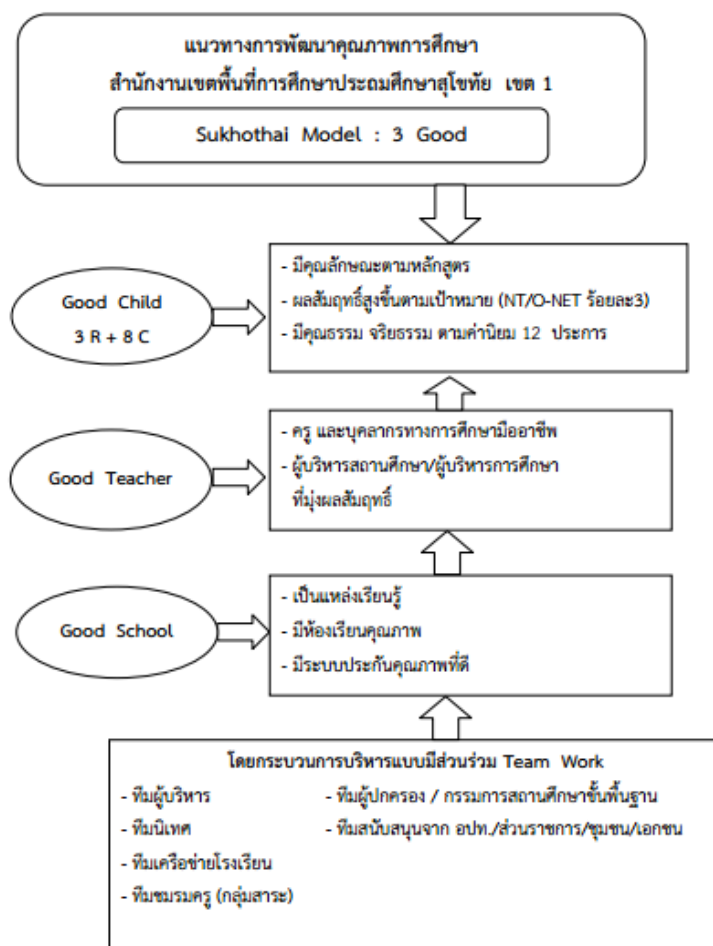 แนวทางการพัฒนาคุณภาพการศึกษา
สำนักงานเขตพื้นที่การศึกษาประถมศึกษาสุโขทัย เขต 1
Sukhothai Model : 3 Good
Good Child
3 R + 8 C
- มีคุณลักษณะตามหลักสูตร
- ผลสัมฤทธิ์สูงขึ้นตามเป้าหมาย (NT/O-NET ร้อยละ3)
- มีคุณธรรม จริยธรรม ตามค่านิยม 12 ประการ
Good Teacher
- ครู และบุคลากรทางการศึกษามืออาชีพ
- ผู้บริหารสถานศึกษา/ผู้บริหารการศึกษา
ที่มุ่งผลสัมฤทธิ์
Good School
- เป็นแหล่งเรียนรู้
- มีห้องเรียนคุณภาพ
- มีระบบประกันคุณภาพที่ดี
โดยกระบวนการบริหารแบบมีส่วนร่วม Team Work
- ทีมผู้บริหาร
- ทีมนิเทศ
- ทีมเครือข่ายโรงเรียน
- ทีมชมรมครู (กลุ่มสาระ)
- ทีมผู้ปกครอง / กรรมการสถานศึกษาขั้นพื้นฐาน
- ทีมสนับสนุนจาก อปท./ส่วนราชการ/ชุมชน/เอกชน